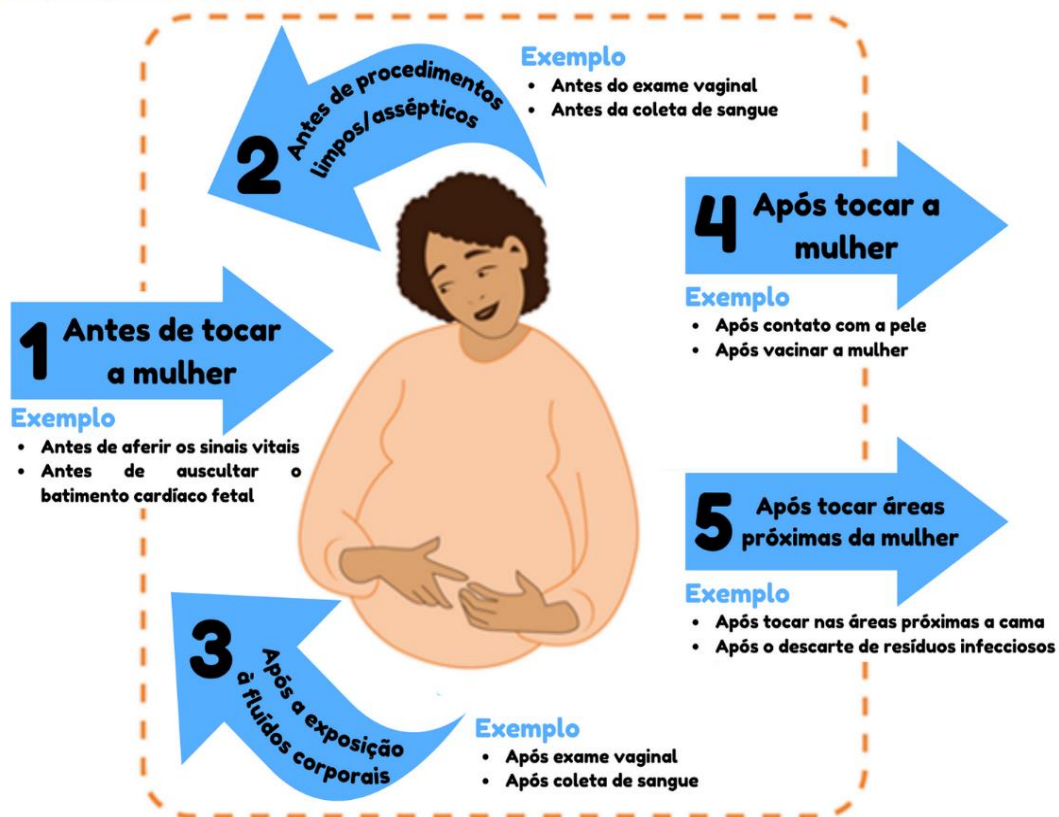 1 Antes de tocar
a mulher
Exemplo
• Antes de aferir os sinais vitais
• Antes de auscultar o
batimento cardíaco fetal
2 Antes de procedimentos
limpos/assépticos
Exemplo
• Antes do exame vaginal
• Antes da coleta de sangue
3 Após a exposição
à fluídos corporais
Exemplo
• Após exame vaginal
• Após coleta de sangue
4 Após tocar a
mulher
Exemplo
• Após contato com a pele
• Após vacinar a mulher
5 Após tocar áreas
próximas da mulher
Exemplo
• Após tocar nas áreas próximas a cama
• Após o descarte de resíduos infecciosos